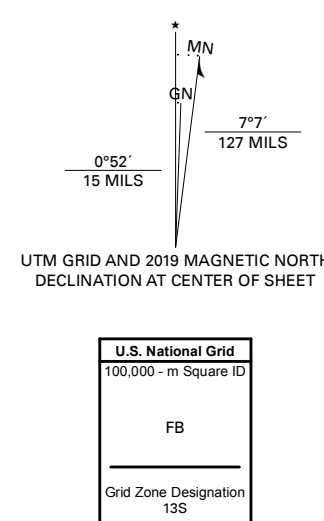 ★
MN
GN
7°7´
127 MILS
0°52´
15 MILS
UTM GRID AND 2019 MAGNETIC NORTH
DECLINATION AT CENTER OF SHEET
U.S. National Grid
100,000 - m Square ID
FB
Grid Zone Designation
13S